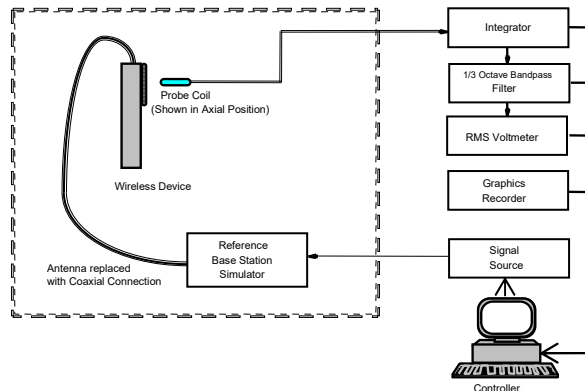 Integrator
1/3 Octave Bandpass
Filter
RMS Voltmeter
Graphics
Recorder
Probe Coil
(Shown in Axial Position)
Wireless Device
Reference
Base Station
Simulator
Antenna replaced
with Coaxial Connection
Signal
Source
Controller